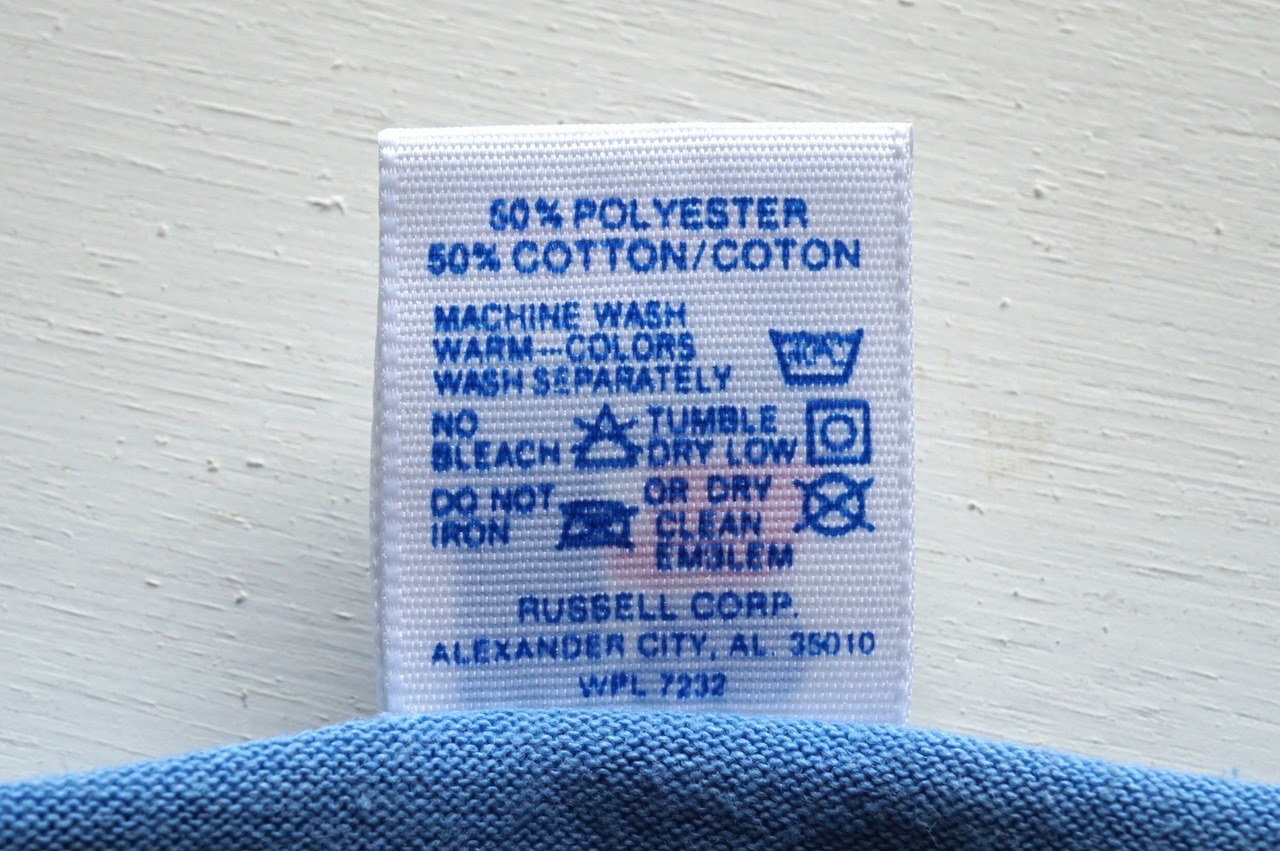 50% POLYESTER
50% COTTON/COTON
MACHINE WASH
WARM---COLORS
WASH SEPARATELY
40°C
NO
BLEACH
TUMBLE
DRY LOW
DO NOT
IRON
OR DRY
CLEAN
EMBLEM
RUSSELL CORP.
ALEXANDER CITY, AL. 35010
WPL 7232